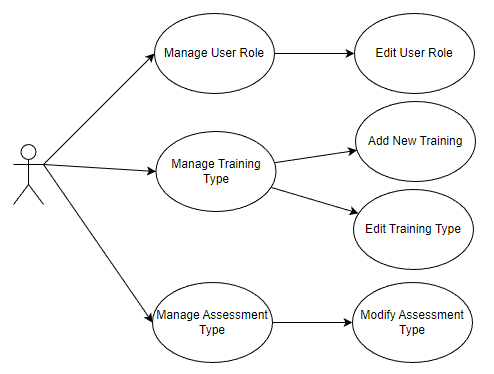 Manage User Role
Edit User Role
Add New Training
Manage Training
Type
Edit Training Type
Manage Assessment
Type
Modify Assessment
Type